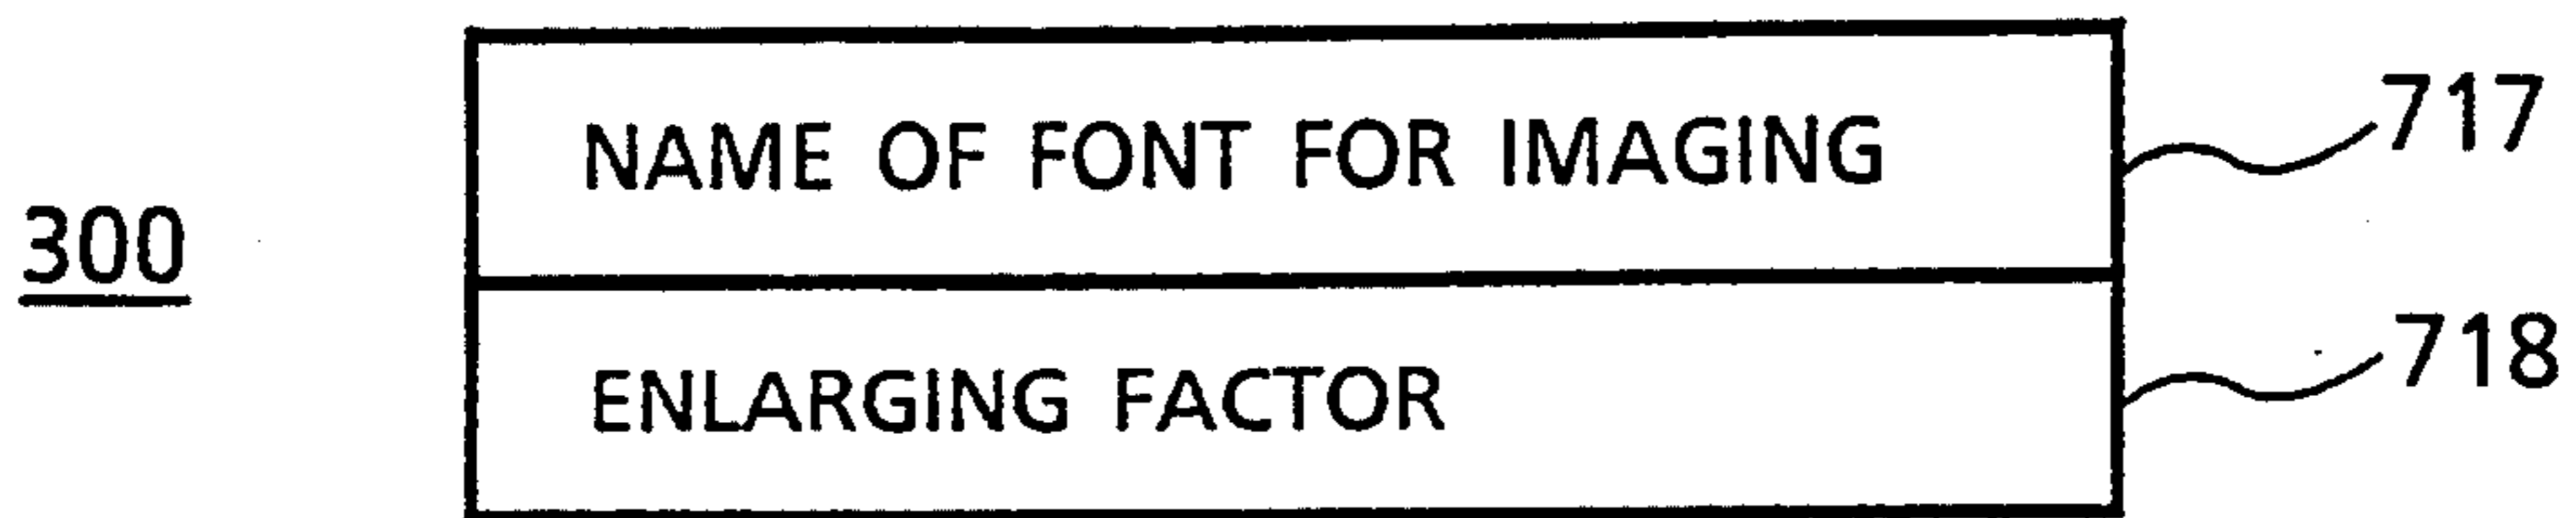 NAME OF FONT FOR IMAGING
717
300
ENLARGING FACTOR
718